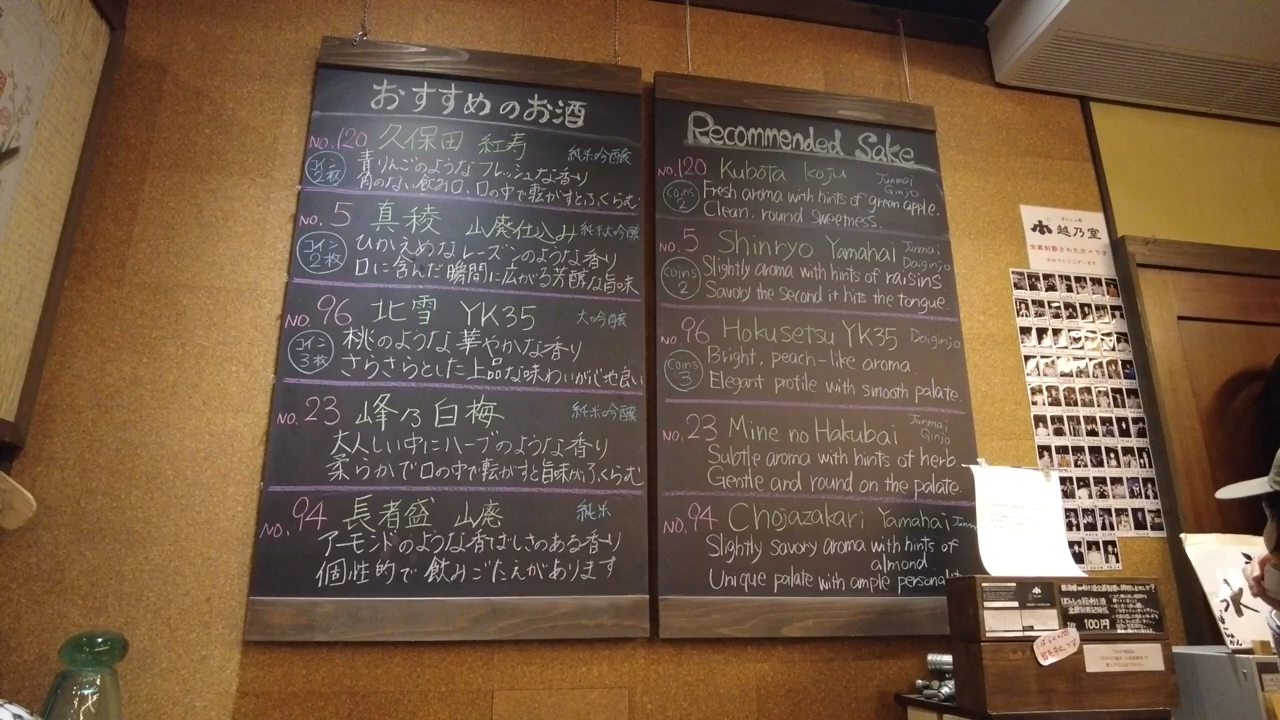 おすすめのお酒
NO.120 久保田 紅寿 純米吟醸
コイン2枚
青りんごのようなフレッシュな香り
角のない飲み口、口の中で転がすとふくらむ
NO.5 真稜 山廃仕込み 純米大吟醸
コイン2枚
ひかえめなレーズンのような香り
口に含んだ瞬間に広がる芳醇な旨味
NO.96 北雪 YK35 大吟醸
コイン3枚
桃のような華やかな香り
さらさらとした上品な味わいが心地良い
NO.23 峰乃白梅 純米吟醸
大人しい中にハーブのような香り
柔らかで口の中で転がすと旨味がふくらむ
NO.94 長者盛 山廃 純米
アーモンドのような香ばしさのある香り
個性的で飲みごたえがあります
Recommended Sake
NO.120 Kubota Koju Junmai Ginjo
Coins 2
Fresh aroma with hints of green apple.
Clean, round sweetness.
NO.5 Shinryo Yamahai Junmai Daiginjo
Coins 2
Slightly aroma with hints of raisins
Savory the second it hits the tongue.
NO.96 Hokusetsu YK35 Daiginjo
Coins 3
Bright, peach-like aroma
Elegant profile with smooth palate.
NO.23 Mine no Hakubai Junmai Ginjo
Subtle aroma with hints of herb.
Gentle and round on the palate.
NO.94 Chojazakari Yamahai
Slightly savory aroma with hints of
almond
Unique palate with ample
越乃室
100円